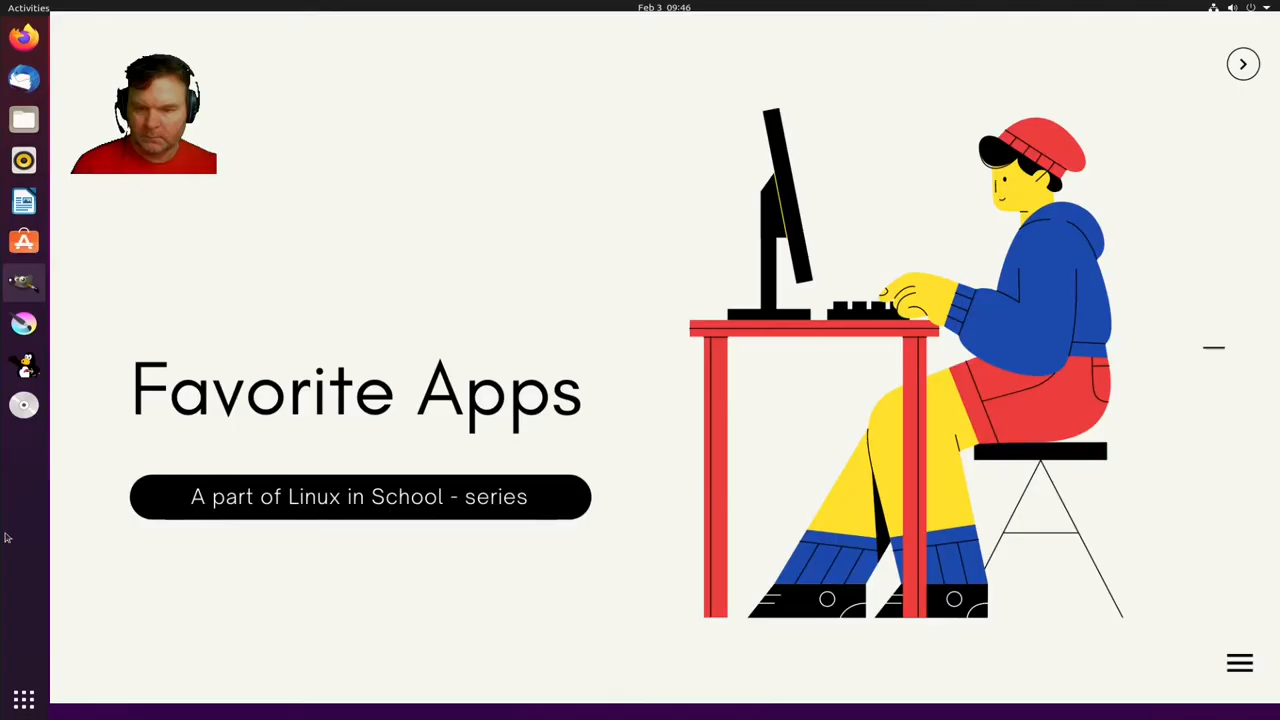 Activities
Feb 3 09:46
Favorite Apps
A part of Linux in School - series